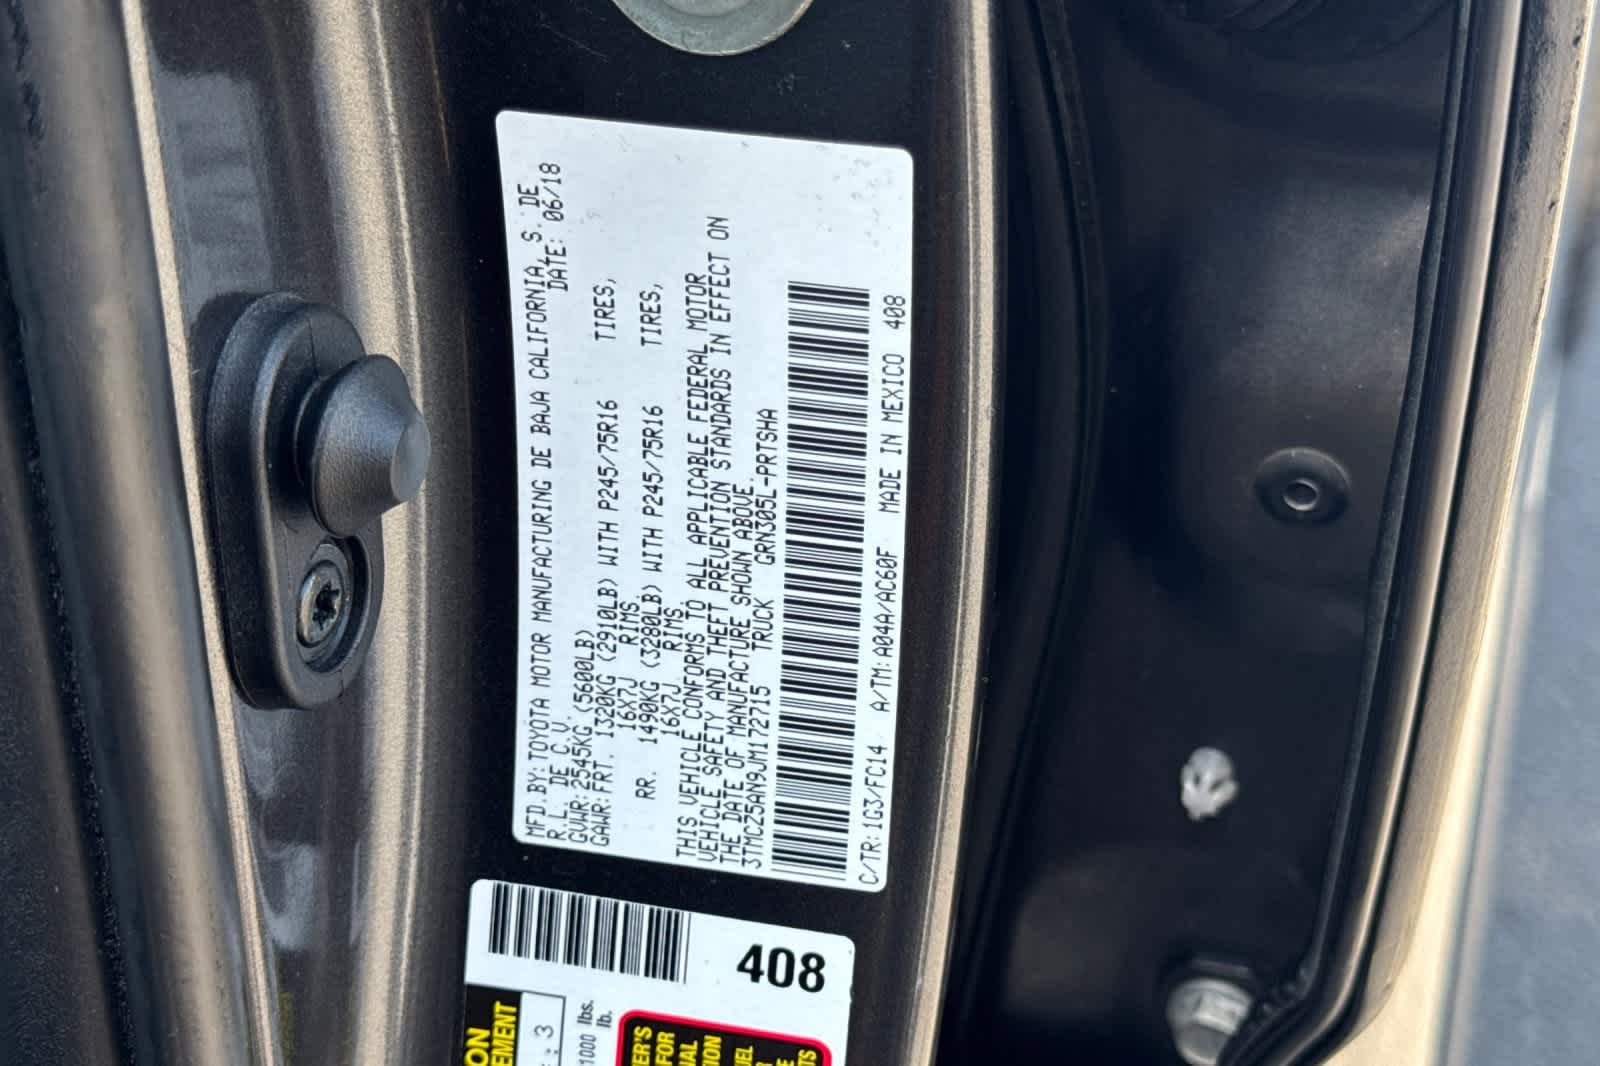 MFD.BY:TOYOTA MOTOR MANUFACTURING DE BAJA CALIFORNIA, S. DE
R.L. DE C.V. DATE: 06/18
GVWR:2545KG (5600LB)
GAWR:FRT. 1320KG (2910LB) WITH P245/75R16 TIRES,
16X7J RIMS
RR. 1490KG (3280LB) WITH P245/75R16 TIRES,
16X7J RIMS.
THIS VEHICLE CONFORMS TO ALL APPLICABLE FEDERAL MOTOR
VEHICLE SAFETY AND THEFT PREVENTION STANDARDS IN EFFECT ON
THE DATE OF MANUFACTURE SHOWN ABOVE.
3TMCZ5AN9JM172715 TRUCK GRN305L-PRTSHA
C/TR:1G3/FC14 A/TM:A04A/AC60F MADE IN MEXICO 408
408
1000 lbs.
lb.